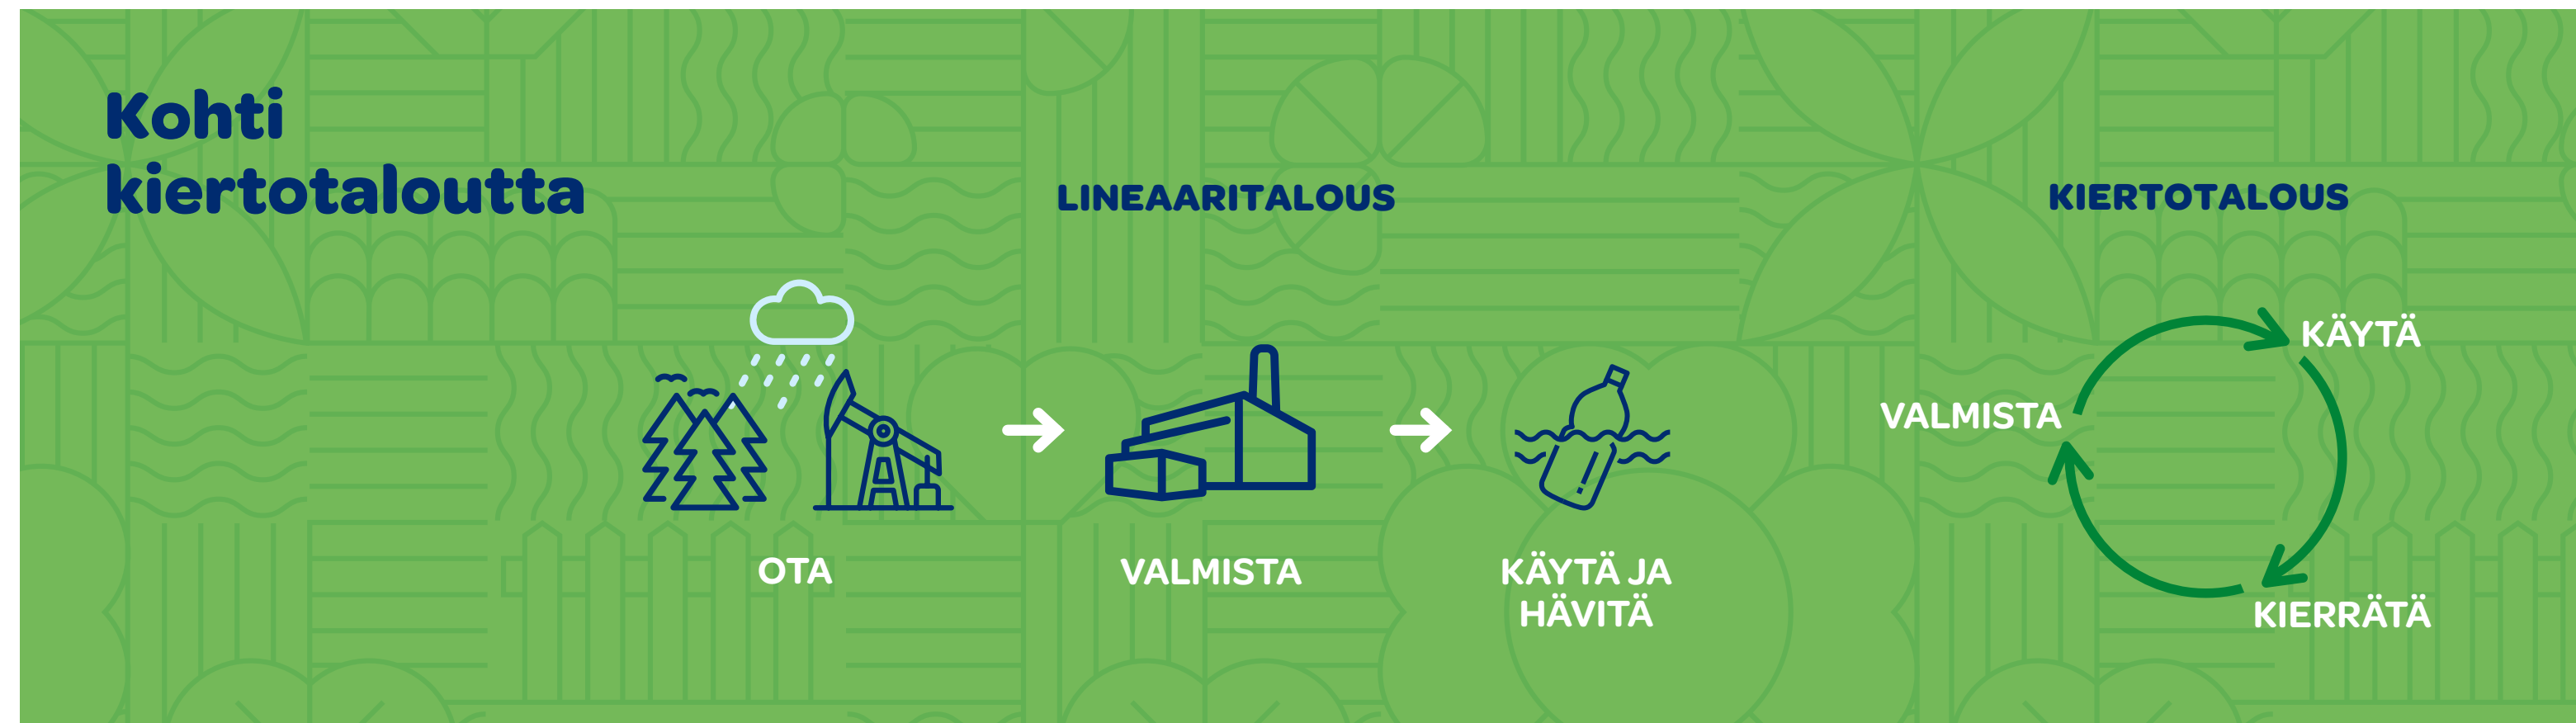 Kohti
kiertotaloutta
LINEAARITALOUS
OTA
VALMISTA
KÄYTÄ JA
HÄVITÄ
KIERTOTALOUS
KÄYTÄ
VALMISTA
KIERRÄTÄ